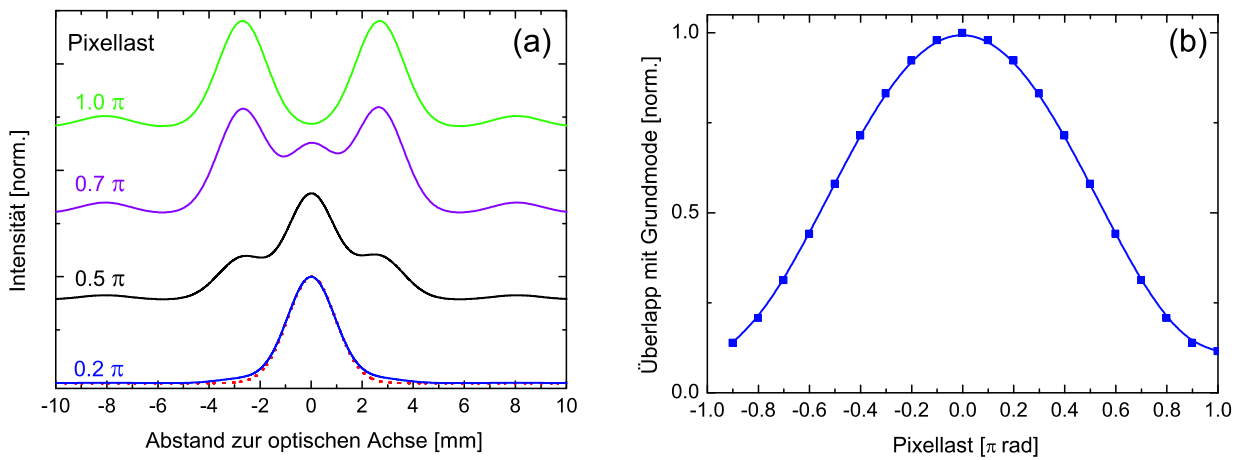 (a)
Pixellast
1.0 π
0.7 π
0.5 π
0.2 π
Intensität [norm.]
-10 -8 -6 -4 -2 0 2 4 6 8 10
Abstand zur optischen Achse [mm]
(b)
1.0
0.5
0.0
Überlapp mit Grundmode [norm.]
-1.0 -0.8 -0.6 -0.4 -0.2 0.0 0.2 0.4 0.6 0.8 1.0
Pixellast [π rad]